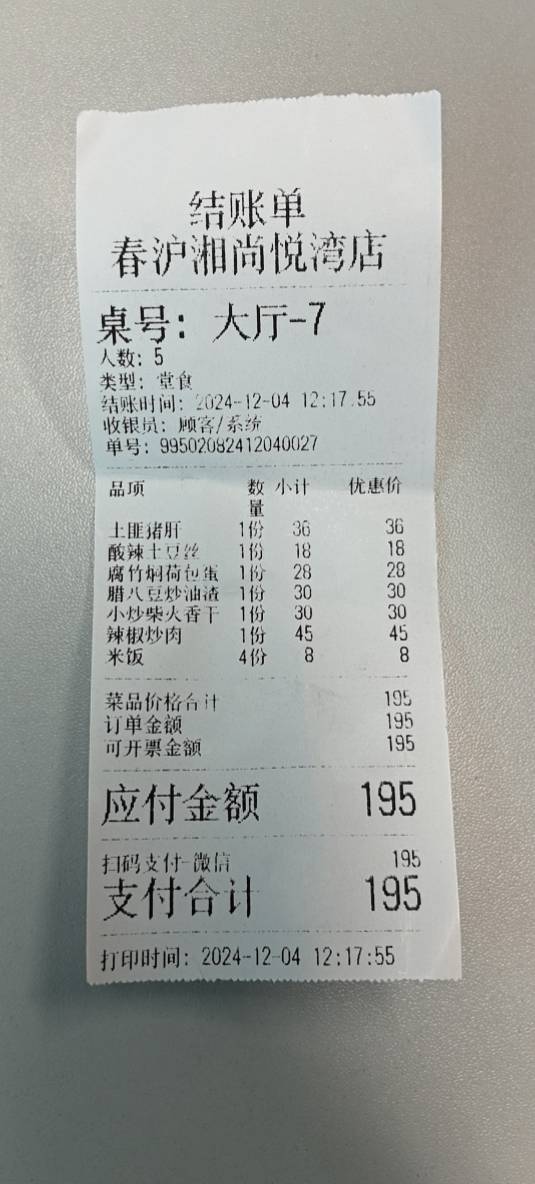 结账单
春沪湘尚悦湾店
桌号: 大厅-7
人数: 5
类型: 堂食
结账时间: 2024-12-04 12:17:55
收银员: 顾客/系统
单号: 99502082412040027
品项 数量 小计 优惠价
土匪猪肝 1份 36 36
酸辣土豆丝 1份 18 18
腐竹焖荷包蛋 1份 28 28
腊八豆炒油渣 1份 30 30
小炒柴火香干 1份 30 30
辣椒炒肉 1份 45 45
米饭 4份 8 8
菜品价格合计 195
订单金额 195
可开票金额 195
应付金额 195
扫码支付-微信 195
支付合计 195
打印时间: 2024-12-04 12:17:55